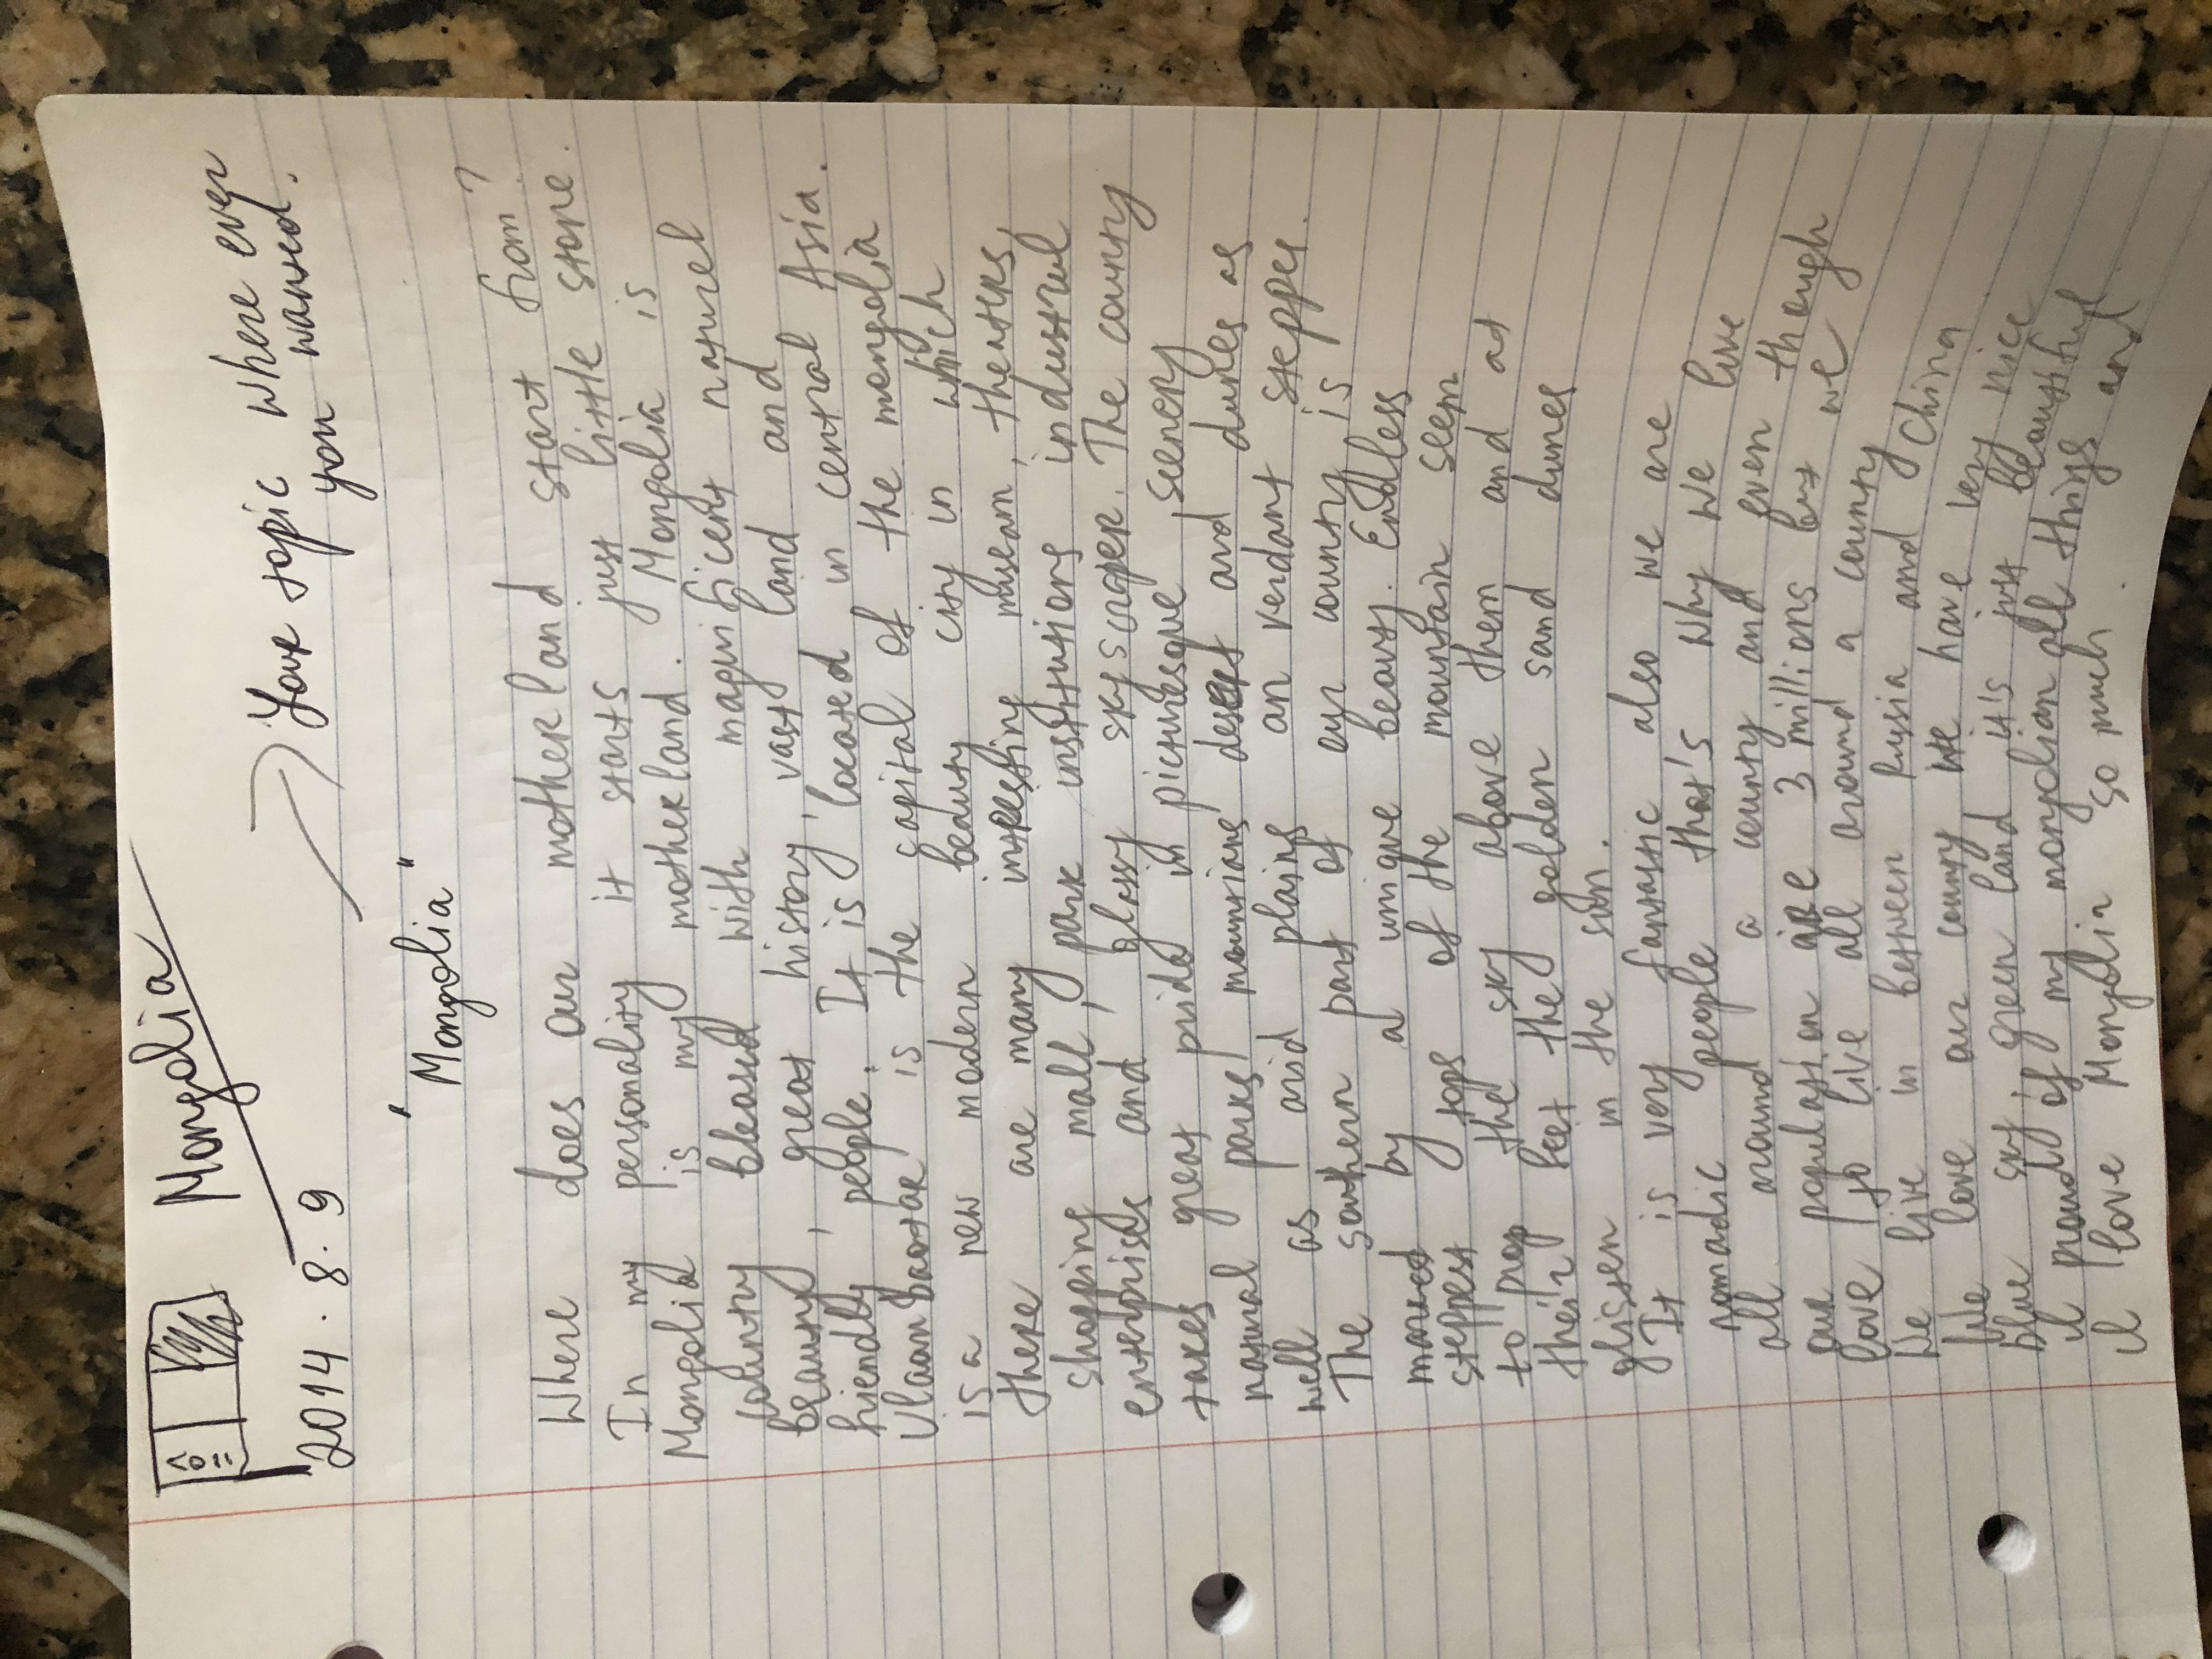 Mongolia
2014.8.9
Your topic where ever
you wanted.
"Mongolia"
Where does our motherland start from?
In my personality it starts just little stone.
Mongolia is my motherland. Mongolia is
country bleased with magnificent naturel
beauty, great history, vast land and
friendly people. It is located in central Asia.
Ulaanbaatar is the capital of the mongolia
is a new modern beauty city in which
there are many intresting museam, theaters,
shopping mall, park institutions industrul
enterprises and glassy skyscraper. The country
takes great pride in picturesque scenery
natural parks mountians desert and dunes as
well as arid plains an verdant steppes.
The southern part of our country is
marked by a unique beauty. Endless
steppest tops of the mountain seem
to prop the sky above them and at
their feet the golden sand dunes
glisten in the sun.
It is very fantastic also we are
nomadic people that's why we live
all around a country and even though
our population are 3 millions but we
love to live all around a country
We live in between Russia and China
We love our country we have very nice
blue sky, green land it's just beautiful
I proud of my mongolian all things and
I love Mongolia so much.